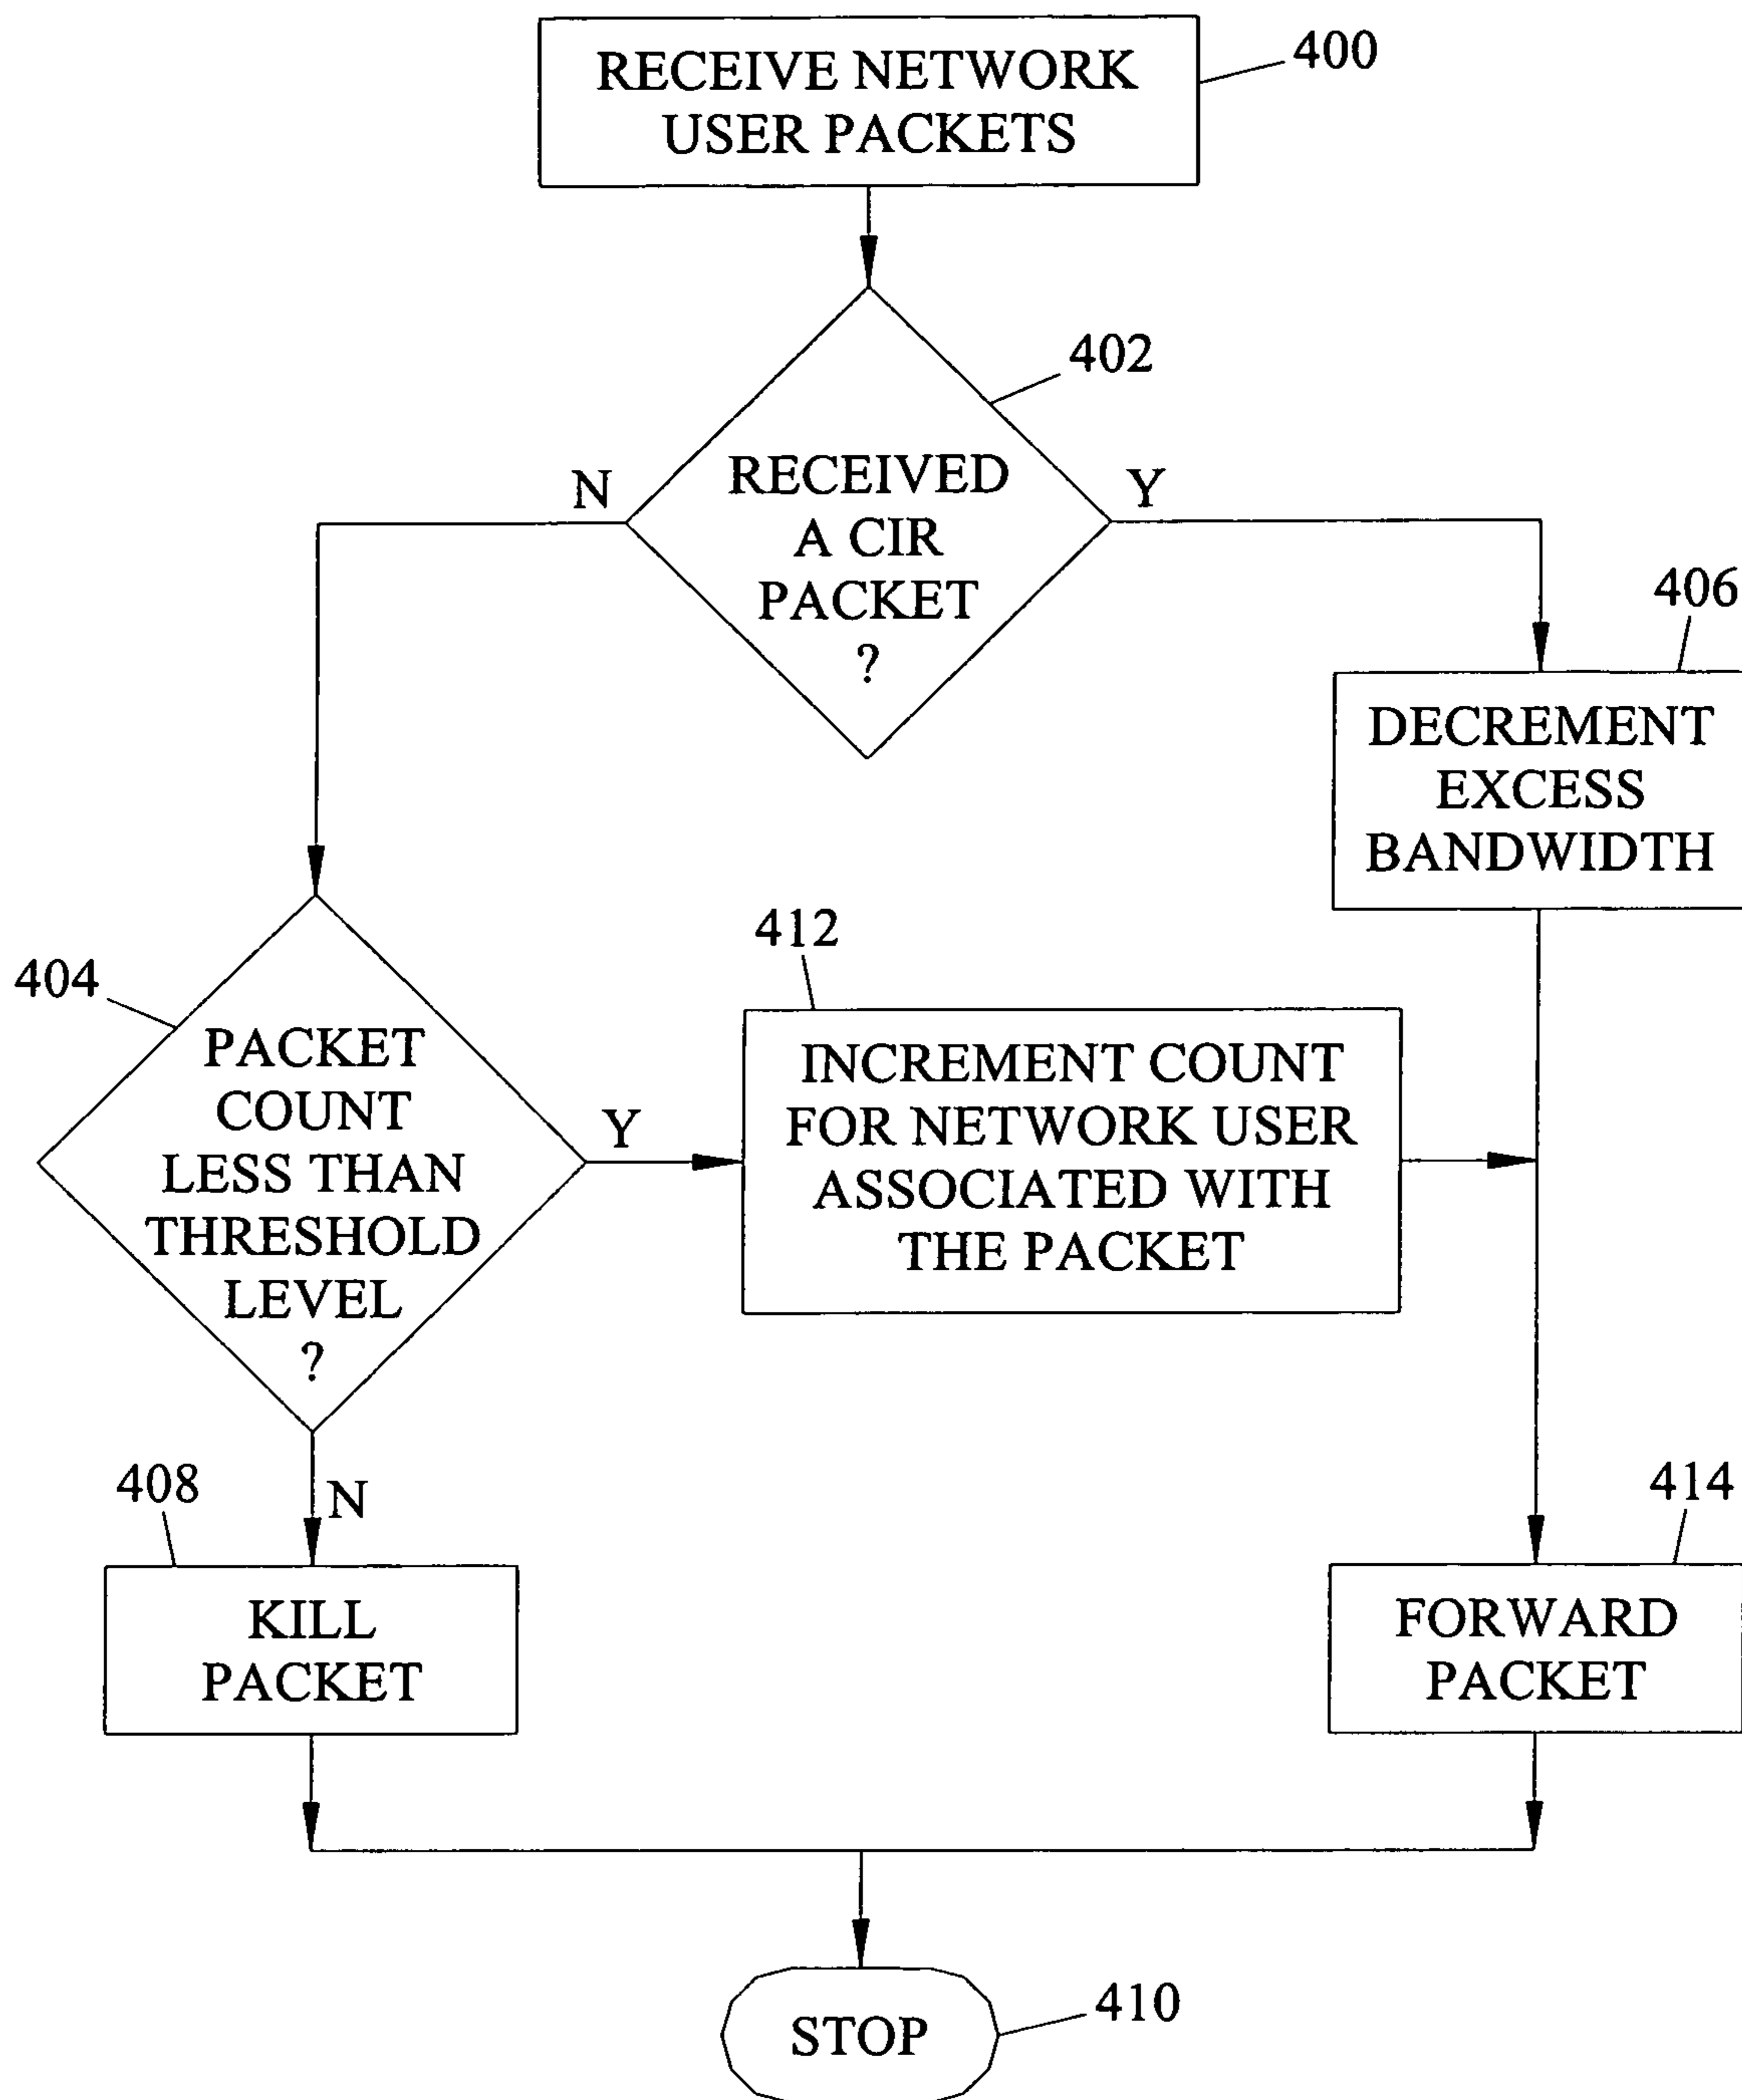 RECEIVE NETWORK
USER PACKETS
400
402
RECEIVED
A CIR
PACKET
?
N
Y
406
DECREMENT
EXCESS
BANDWIDTH
404
PACKET
COUNT
LESS THAN
THRESHOLD
LEVEL
?
Y
412
INCREMENT COUNT
FOR NETWORK USER
ASSOCIATED WITH
THE PACKET
N
408
KILL
PACKET
414
FORWARD
PACKET
STOP
410